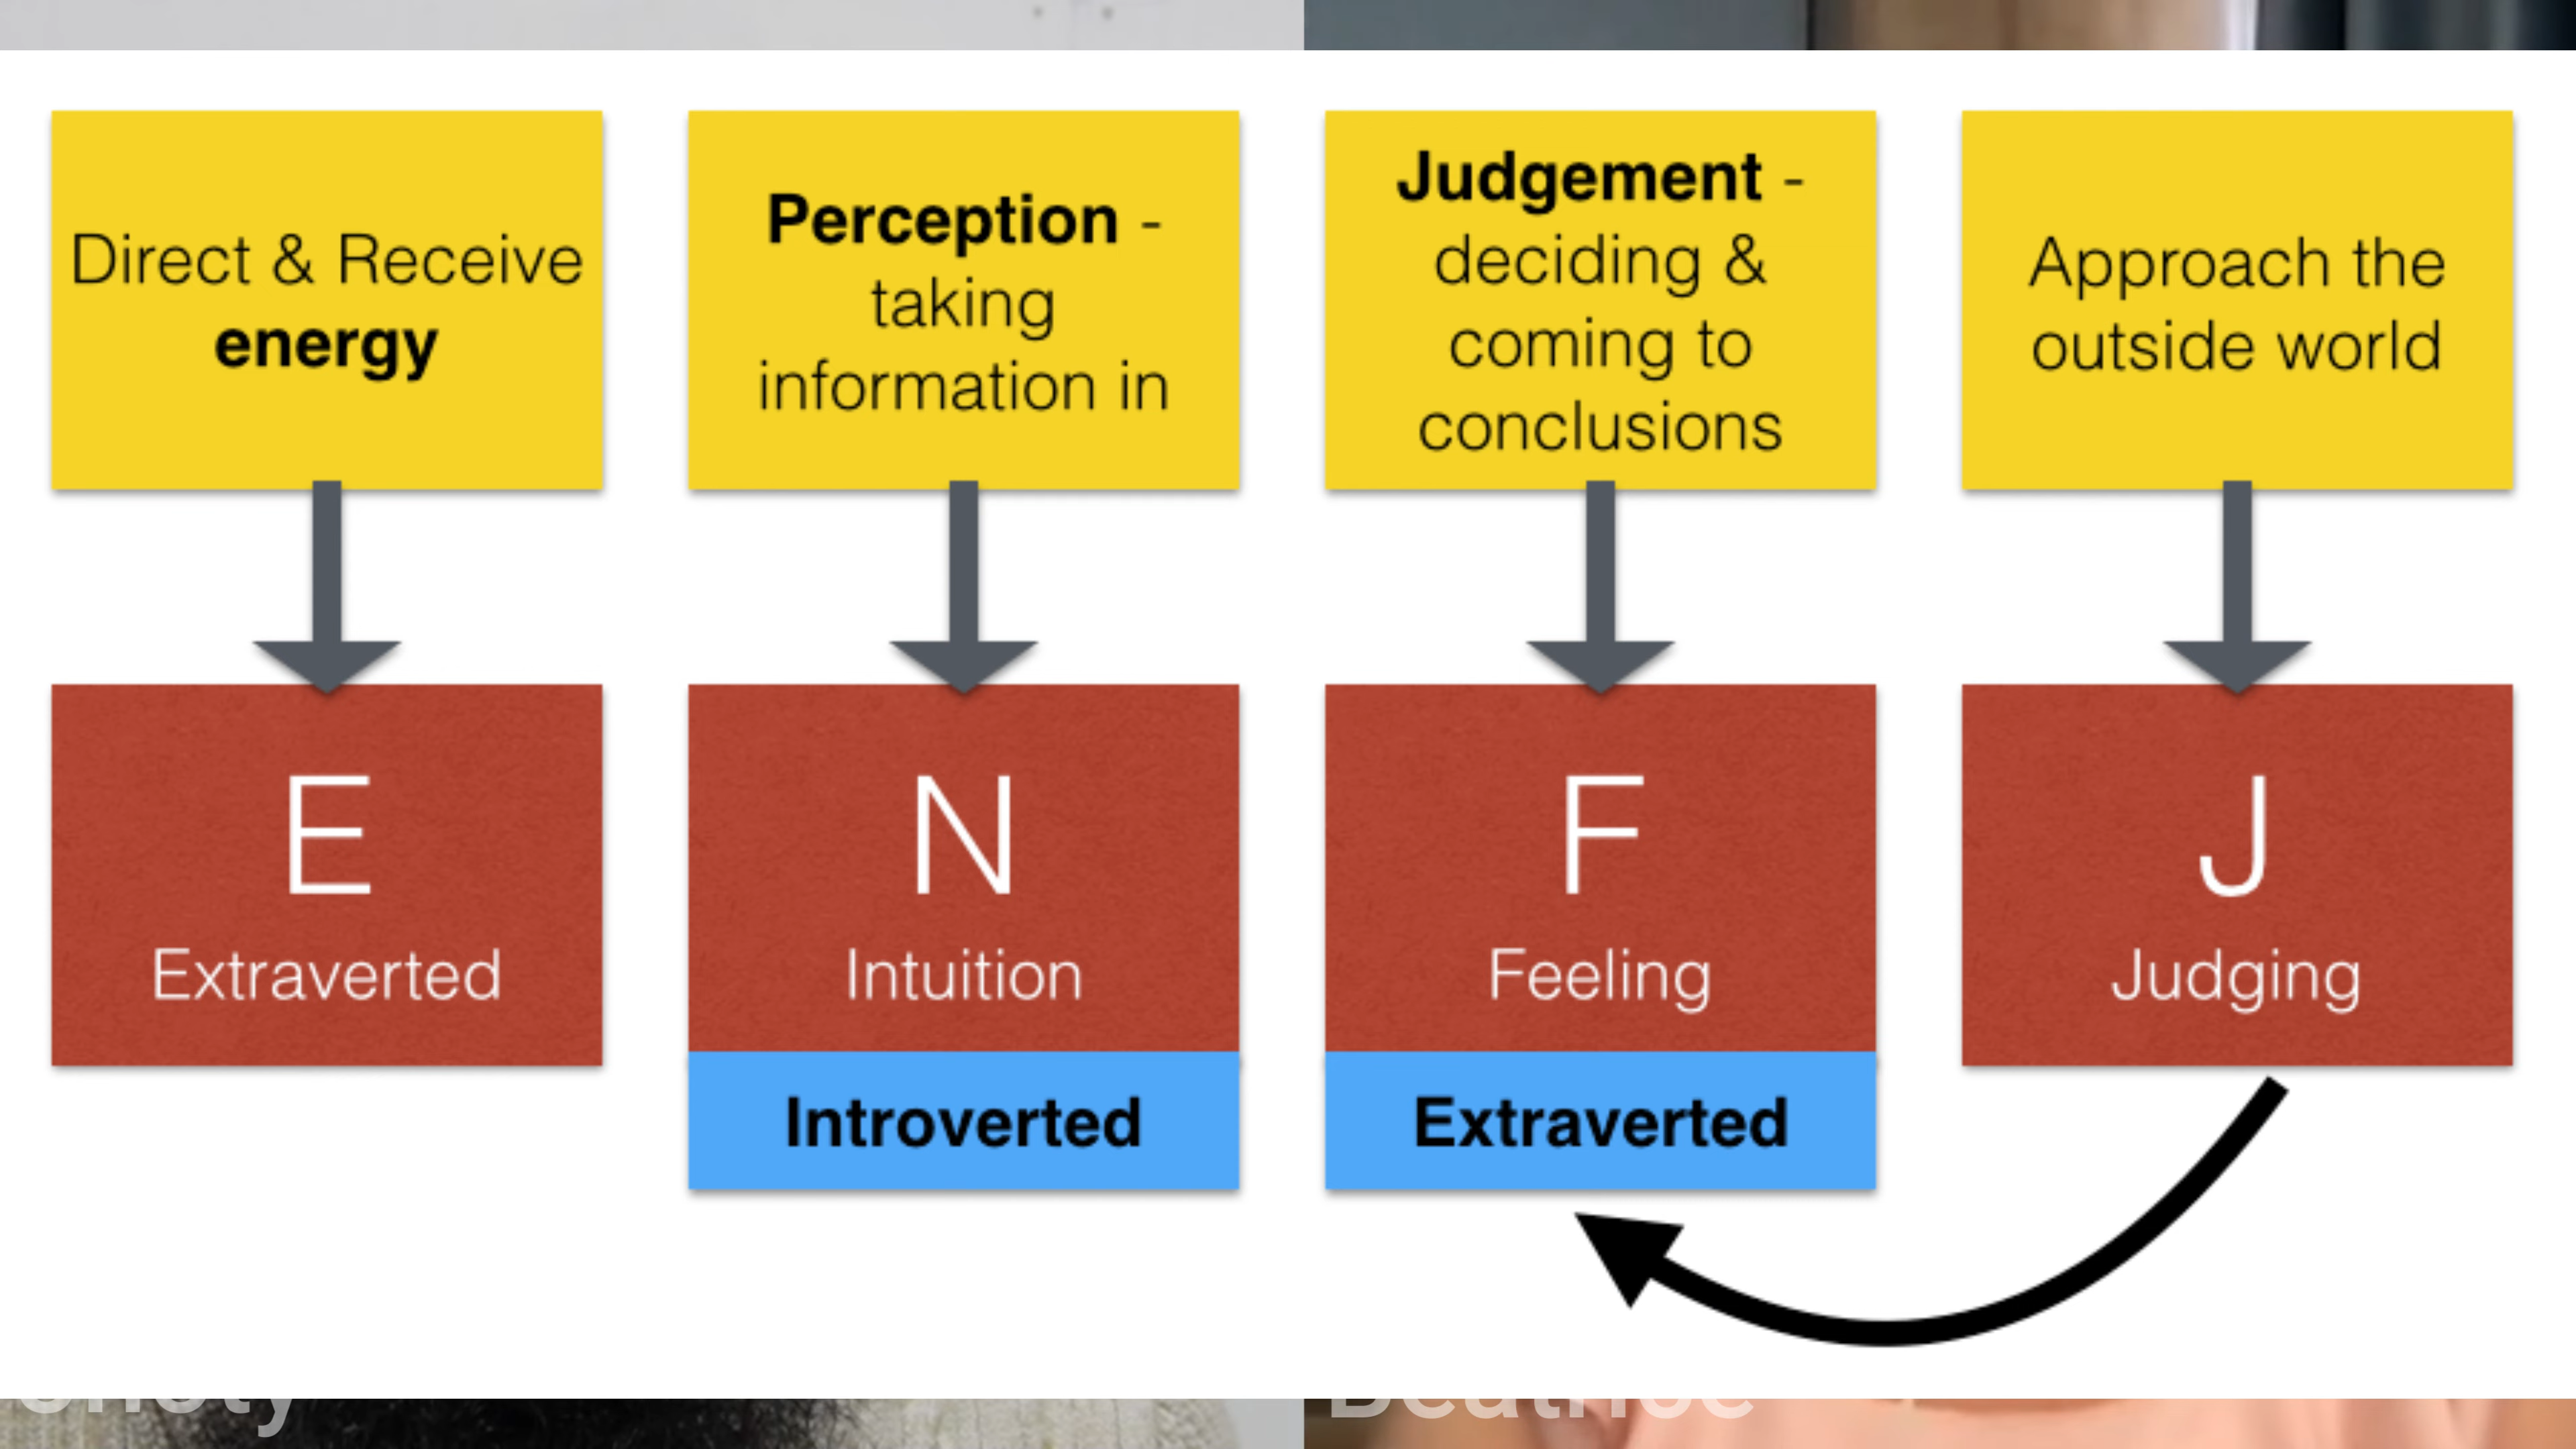 Direct & Receive
energy
Perception -
taking
information in
Judgement -
deciding &
coming to
conclusions
Approach the
outside world
E
Extraverted
N
Intuition
F
Feeling
J
Judging
Introverted
Extraverted
Beatrice